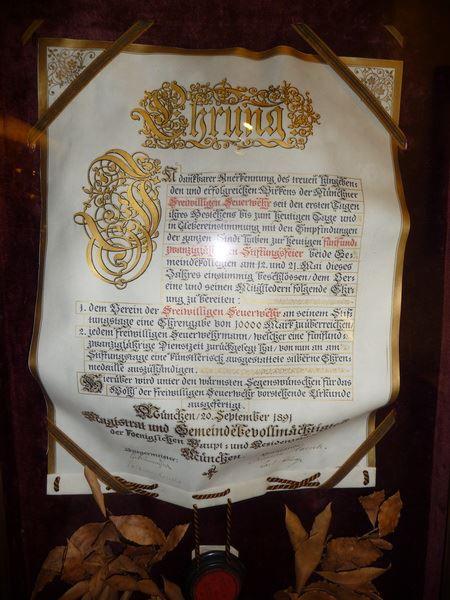 Ehrung
In dankbarer Anerkennung des treuen hingeben-
den und erfolgreichen Wirkens der Münchner
Freiwilligen Feuerwehr seit den ersten Tagen
ihres Bestehens bis zum heutigen Tage und
in Uebereinstimmung mit den Empfindungen
der ganzen Stadt haben zur heutigen fünfund-
zwanzigjährigen Stiftungsfeier beide Ge-
meindekollegien am 12. und 21. Mai dieses
Jahres einstimmig beschlossen, dem Ver-
eine und seinen Mitgliedern folgende Ehr-
ung zu bereiten:
1. dem Verein der Freiwilligen Feuerwehr an seinem Stif-
tungstage eine Ehrengabe von 10000 Mark zu überreichen,
2. jedem freiwilligen Feuerwehrmann, welcher eine fünfund-
zwanzigjährige Dienstzeit zurückgelegt hat, von nun an am
Stiftungstage eine künstlerisch ausgestattete silberne Ehren-
medaille auszuhändigen.
Hierüber wird unter den wärmsten Segenswünschen für das
Wohl der freiwilligen Feuerwehr vorstehende Urkunde
ausgefertigt.
München, 20. September 1891
Magistrat und Gemeindebevollmächtigte
der Koeniglichen Haupt- und Residenz
Bürgermeister
München